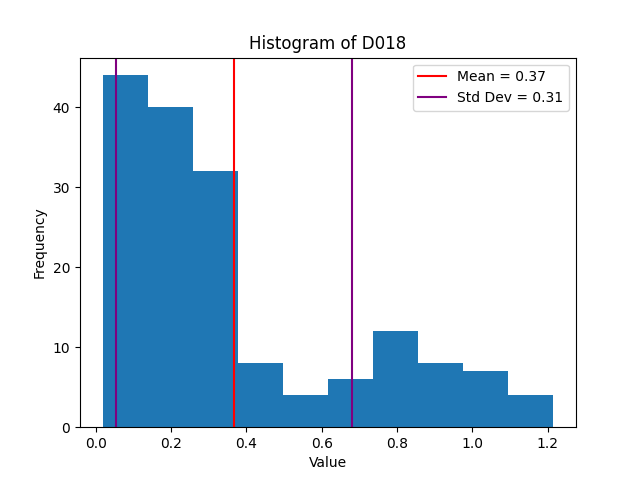 Histogram of D018
Mean = 0.37
Std Dev = 0.31
Frequency
40
30
20
10
0
0.0 0.2 0.4 0.6 0.8 1.0 1.2
Value